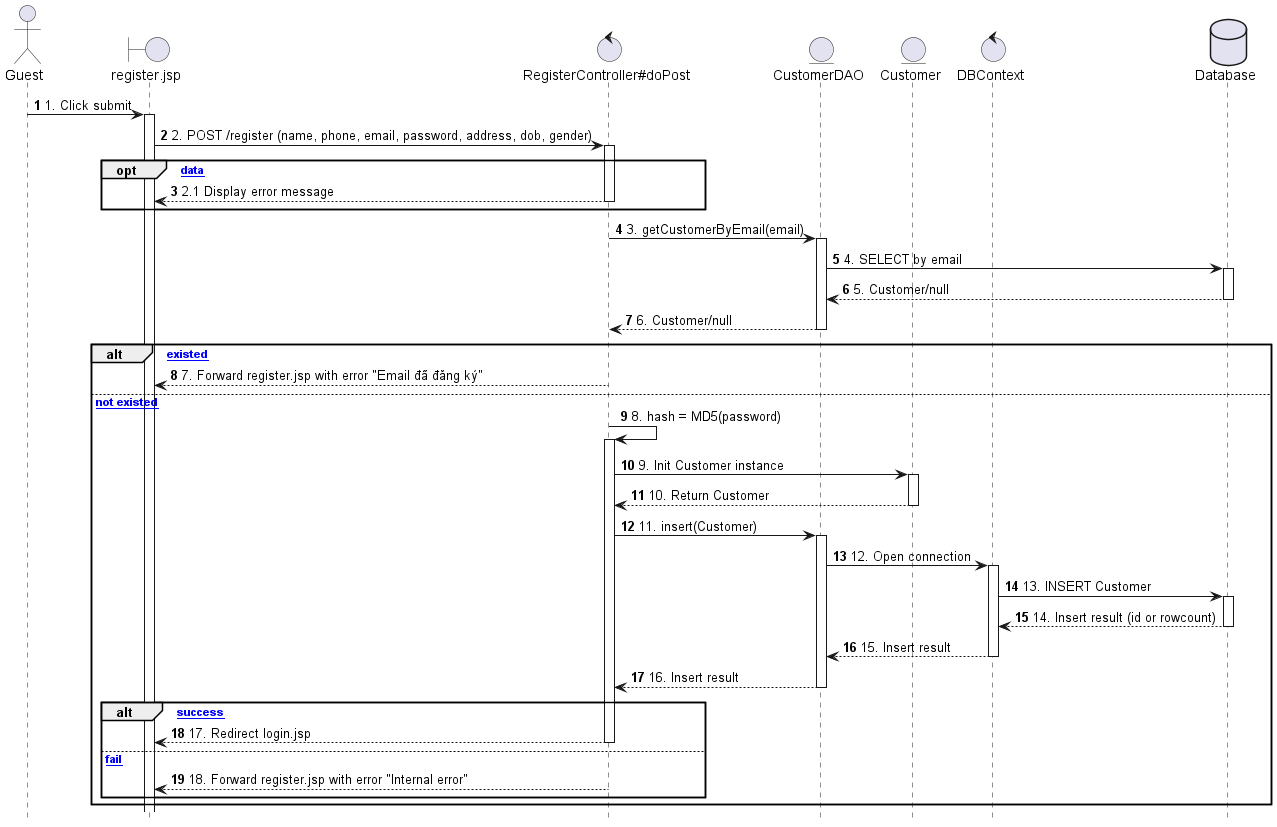 Guest
register.jsp
RegisterController#doPost
CustomerDAO
Customer
DBContext
Database
1 1. Click submit
2 2. POST /register (name, phone, email, password, address, dob, gender)
opt data
3 2.1 Display error message
4 3. getCustomerByEmail(email)
5 4. SELECT by email
6 5. Customer/null
7 6. Customer/null
alt existed
8 7. Forward register.jsp with error "Email đã đăng ký"
not existed
9 8. hash = MD5(password)
10 9. Init Customer instance
11 10. Return Customer
12 11. insert(Customer)
13 12. Open connection
14 13. INSERT Customer
15 14. Insert result (id or rowcount)
16 15. Insert result
17 16. Insert result
alt success
18 17. Redirect login.jsp
fail
19 18. Forward register.jsp with error "Internal error"